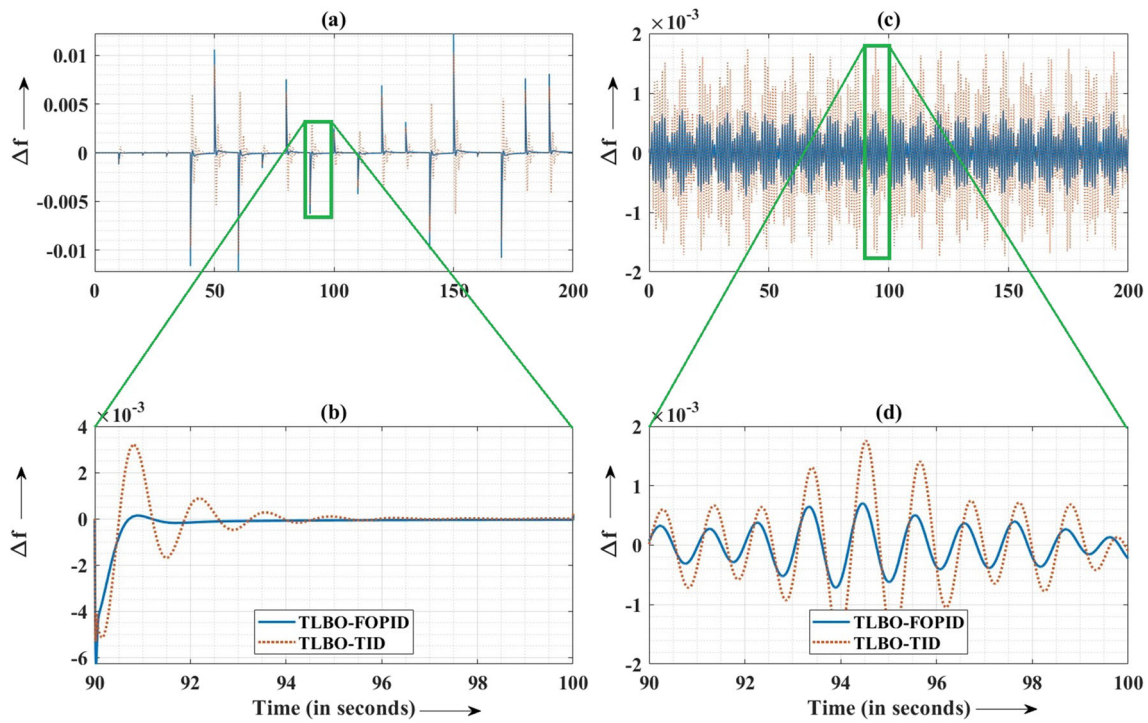 (a)
0.01
0.005
0
-0.005
-0.01
Δf
0 50 100 150 200
(c)
×10⁻³
2
1
0
-1
-2
Δf
0 50 100 150 200
(b)
×10⁻³
4
2
0
-2
-4
-6
Δf
TLBO-FOPID
TLBO-TID
90 92 94 96 98 100
Time (in seconds)
(d)
×10⁻³
2
1
0
-1
-2
Δf
TLBO-FOPID
TLBO-TID
90 92 94 96 98 100
Time (in seconds)